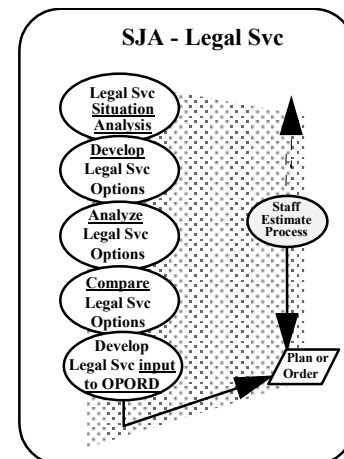 SJA - Legal Svc
Legal Svc
Situation
Analysis
Develop
Legal Svc
Options
Analyze
Legal Svc
Options
Compare
Legal Svc
Options
Develop
Legal Svc input
to OPORD
Staff
Estimate
Process
Plan or
Order